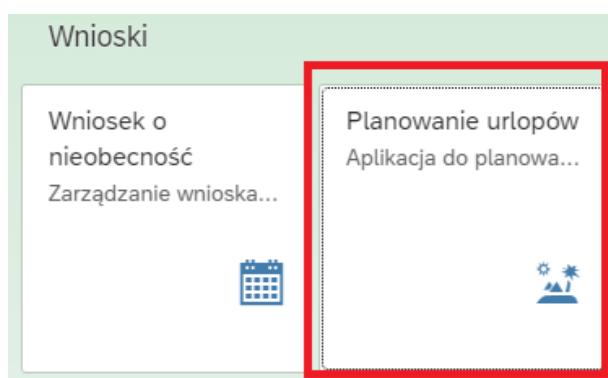 Wnioski
Wniosek o
nieobecność
Zarządzanie wnioska...
Planowanie urlopów
Aplikacja do planowa...